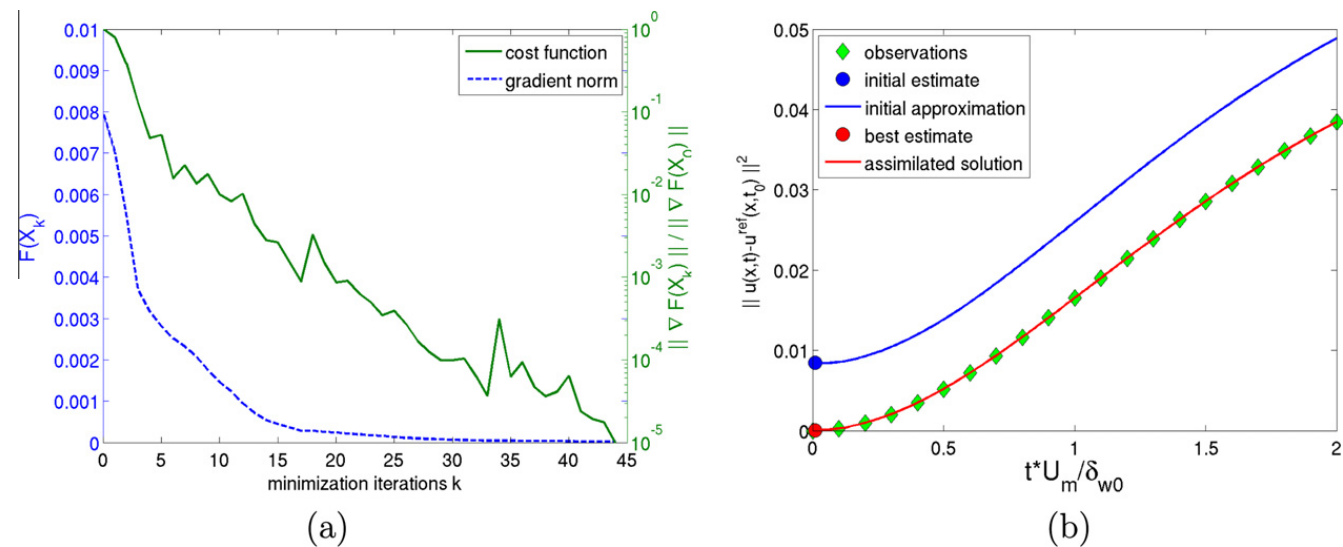 0.01
0.009
0.008
0.007
0.006
0.005
0.004
0.003
0.002
0.001
0
F(X_k)
0 5 10 15 20 25 30 35 40 45
minimization iterations k
cost function
gradient norm
10^0
10^-1
10^-2
10^-3
10^-4
10^-5
|| ∇ F(X_k) || / || ∇ F(X_0) ||
(a)
0.05
0.04
0.03
0.02
0.01
0
|| u(x,t)-u^ref(x,t_0) ||^2
observations
initial estimate
initial approximation
best estimate
assimilated solution
0 0.5 1 1.5 2
t*U_m/δ_w0
(b)